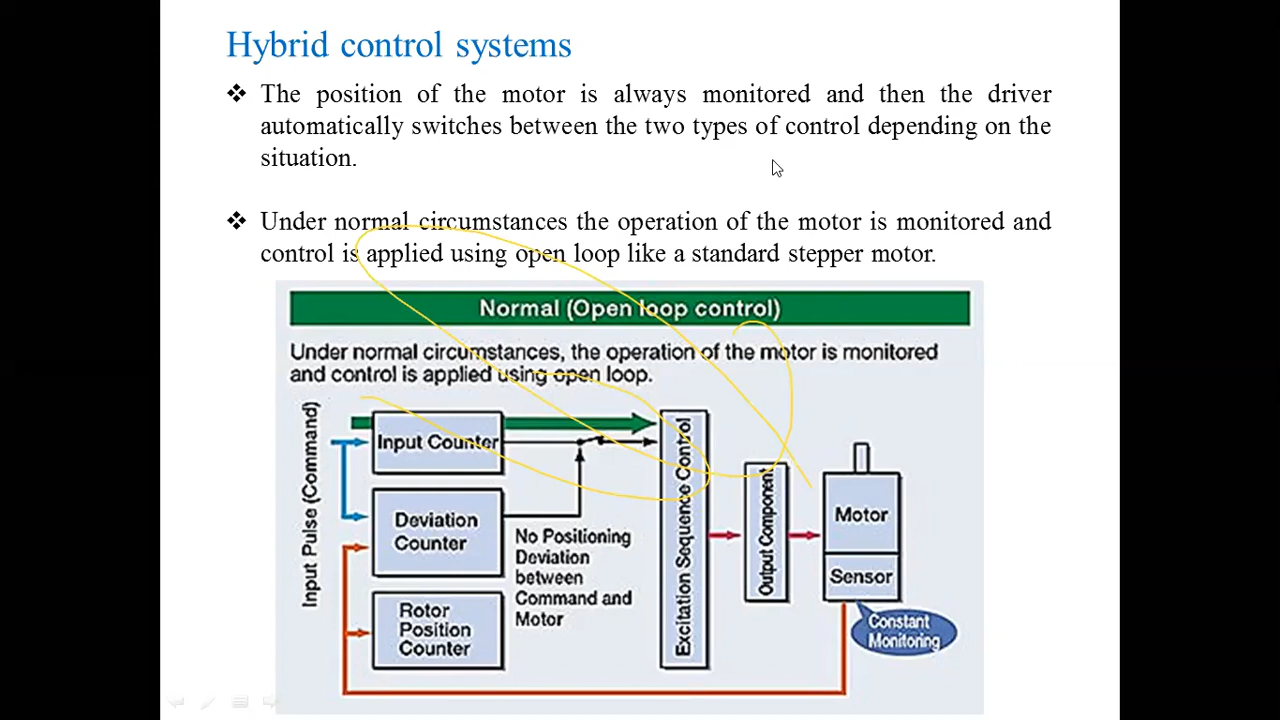 Hybrid control systems
❖ The position of the motor is always monitored and then the driver
automatically switches between the two types of control depending on the
situation.
❖ Under normal circumstances the operation of the motor is monitored and
control is applied using open loop like a standard stepper motor.
Normal (Open loop control)
Under normal circumstances, the operation of the motor is monitored
and control is applied using open loop.
Input Pulse (Command)
Input Counter
Deviation
Counter
Rotor
Position
Counter
No Positioning
Deviation
between
Command and
Motor
Excitation Sequence Control
Output Component
Motor
Sensor
Constant
Monitoring